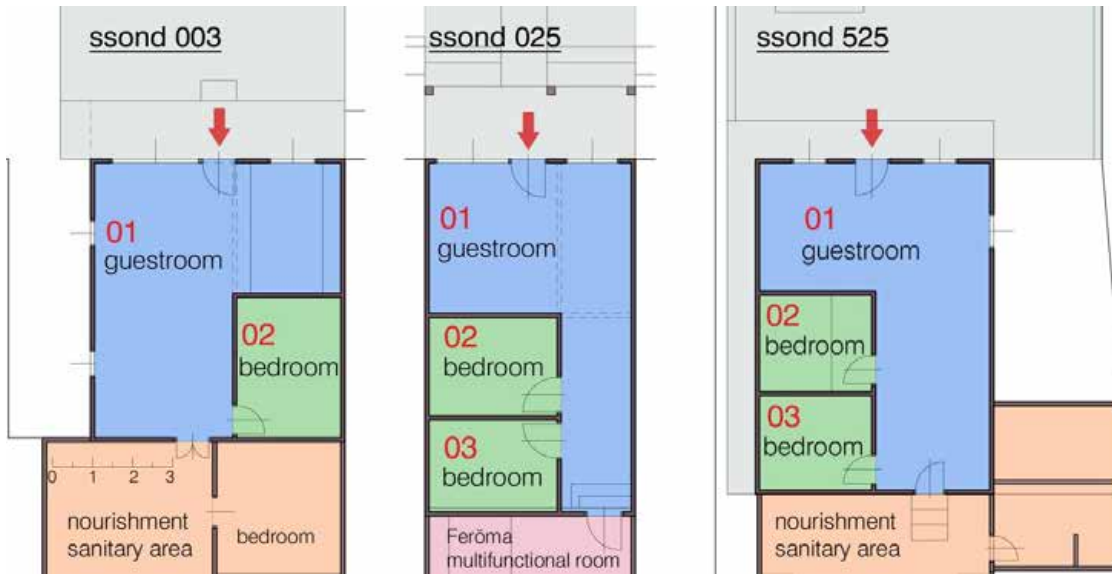 ssond 003
01
guestroom
02
bedroom
0 1 2 3
nourishment
sanitary area
bedroom
ssond 025
01
guestroom
02
bedroom
03
bedroom
Feröma
multifunctional room
ssond 525
01
guestroom
02
bedroom
03
bedroom
nourishment
sanitary area